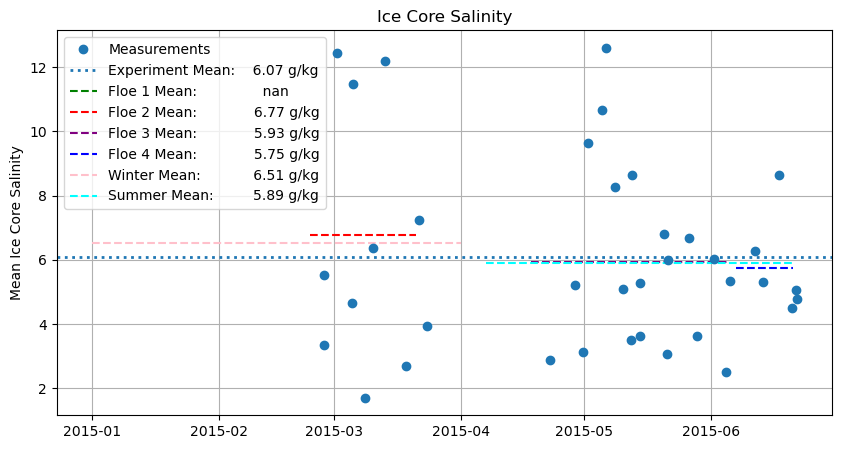 Ice Core Salinity
Measurements
Experiment Mean: 6.07 g/kg
Floe 1 Mean: nan
Floe 2 Mean: 6.77 g/kg
Floe 3 Mean: 5.93 g/kg
Floe 4 Mean: 5.75 g/kg
Winter Mean: 6.51 g/kg
Summer Mean: 5.89 g/kg
Mean Ice Core Salinity
12
10
8
6
4
2
2015-01 2015-02 2015-03 2015-04 2015-05 2015-06